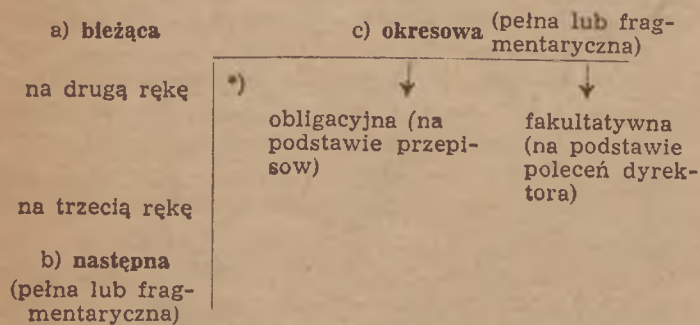 a) bieżąca
c) okresowa (pełna lub frag-
mentaryczna)
na drugą rękę
*)
obligacyjna (na
podstawie przepi-
sow)
fakultatywna
(na podstawie
poleceń dyrek-
tora)
na trzecią rękę
b) następna
(pełna lub frag-
mentaryczna)